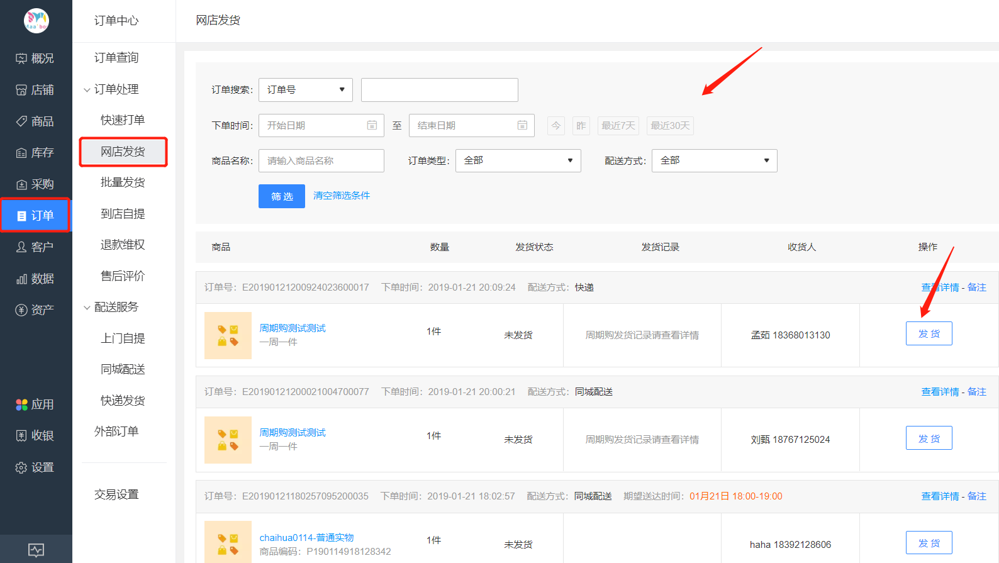 Maa'bo
概况
店铺
商品
库存
采购
订单
客户
数据
资产
应用
收银
设置
订单中心
订单查询
订单处理
快速打单
网店发货
批量发货
到店自提
退款维权
售后评价
配送服务
上门自提
同城配送
快递发货
外部订单
交易设置
网店发货
订单搜索： 订单号
下单时间： 开始日期 至 结束日期 今 昨 最近7天 最近30天
商品名称： 请输入商品名称 订单类型： 全部 配送方式： 全部
筛 选 清空筛选条件
商品 数量 发货状态 发货记录 收货人 操作
订单号：E20190121200924023600017 下单时间：2019-01-21 20:09:24 配送方式：快递 查看详情 - 备注
周期购测试测试
一周一件
1件 未发货 周期购发货记录请查看详情 孟茹 18368013130 发 货
订单号：E20190121200021004700077 下单时间：2019-01-21 20:00:21 配送方式：同城配送 查看详情 - 备注
周期购测试测试
一周一件
1件 未发货 周期购发货记录请查看详情 刘甄 18767125024 发 货
订单号：E20190121180257095200035 下单时间：2019-01-21 18:02:57 配送方式：同城配送 期望送达时间：01月21日 18:00-19:00 查看详情 - 备注
chaihua0114-普通实物
商品编码：P190114918128342
1件 未发货 haha 18392128606 发 货